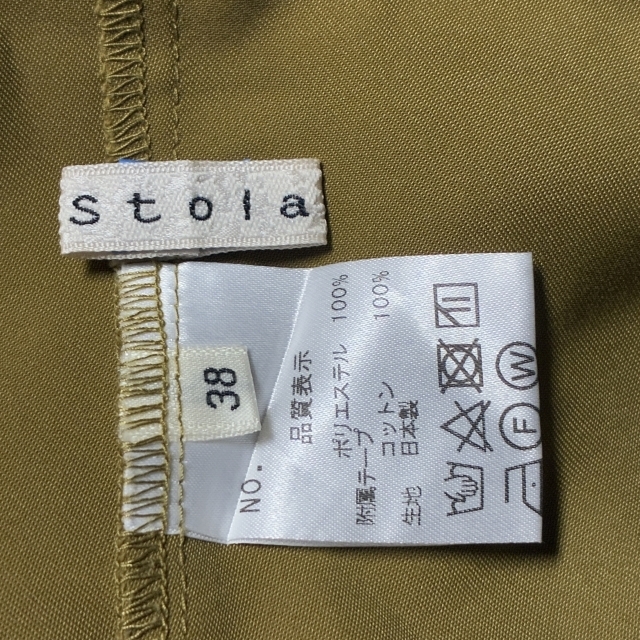 Stola
38
NO.
品質表示
ポリエステル 100%
附属テープ
コットン 100%
生地 日本製
W
F